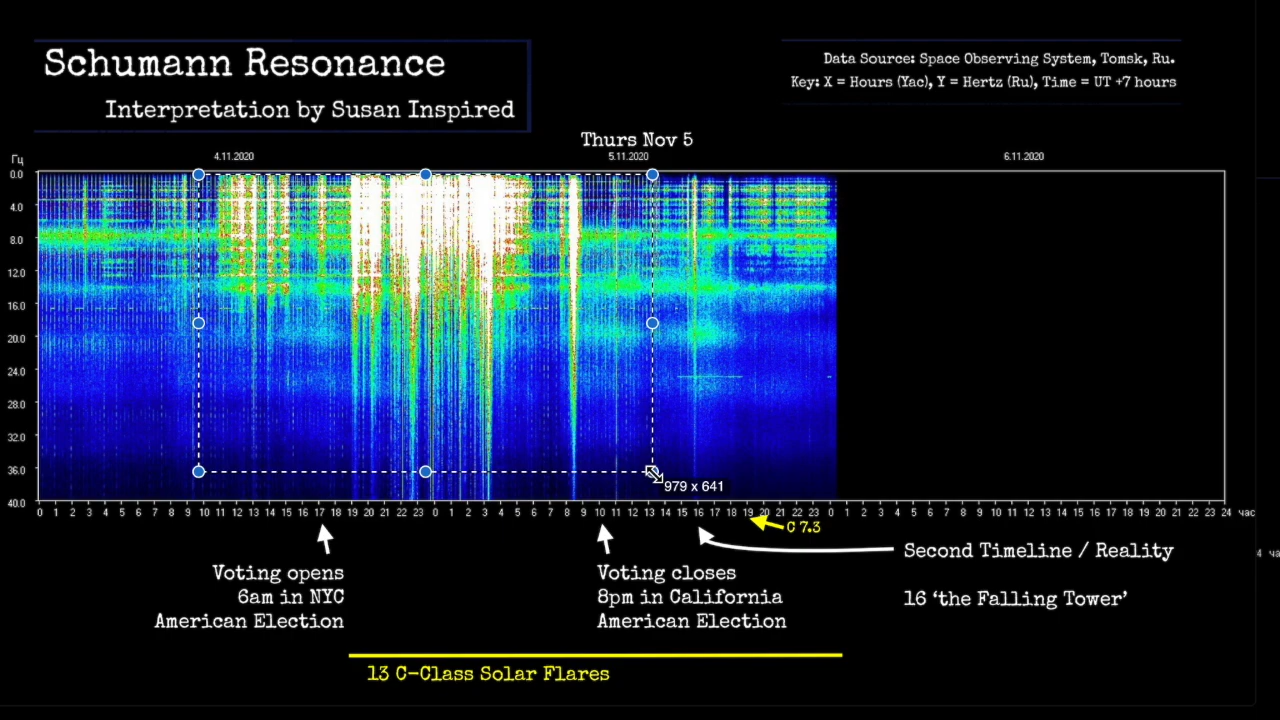 Schumann Resonance
Interpretation by Susan Inspired
Data Source: Space Observing System, Tomsk, Ru.
Key: X = Hours (Yac), Y = Hertz (Ru), Time = UT +7 hours
Thurs Nov 5
Гц
4.11.2020
5.11.2020
6.11.2020
0.0
4.0
8.0
12.0
16.0
20.0
24.0
28.0
32.0
36.0
40.0
979 x 641
0 1 2 3 4 5 6 7 8 9 10 11 12 13 14 15 16 17 18 19 20 21 22 23 0 1 2 3 4 5 6 7 8 9 10 11 12 13 14 15 16 17 18 19 20 21 22 23 0 1 2 3 4 5 6 7 8 9 10 11 12 13 14 15 16 17 18 19 20 21 22 23 24 час
C 7.3
Voting opens
6am in NYC
American Election
Voting closes
8pm in California
American Election
Second Timeline / Reality
4 ча
16 ‘the Falling Tower’
13 C-Class Solar Flares